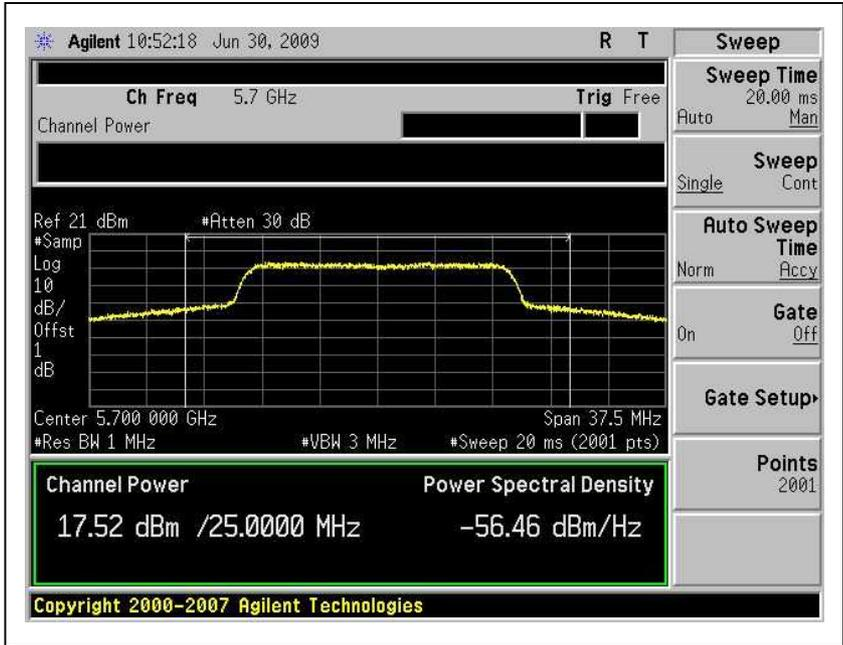 Agilent 10:52:18 Jun 30, 2009 R T
Ch Freq 5.7 GHz Trig Free
Channel Power
Ref 21 dBm #Atten 30 dB
#Samp
Log
10
dB/
Offst
1
dB
Center 5.700 000 GHz Span 37.5 MHz
#Res BW 1 MHz #VBW 3 MHz #Sweep 20 ms (2001 pts)
Channel Power Power Spectral Density
17.52 dBm /25.0000 MHz -56.46 dBm/Hz
Copyright 2000-2007 Agilent Technologies
Sweep
Sweep Time
20.00 ms
Auto Man
Sweep
Single Cont
Auto Sweep
Time
Norm Accy
Gate
On Off
Gate Setup
Points
2001